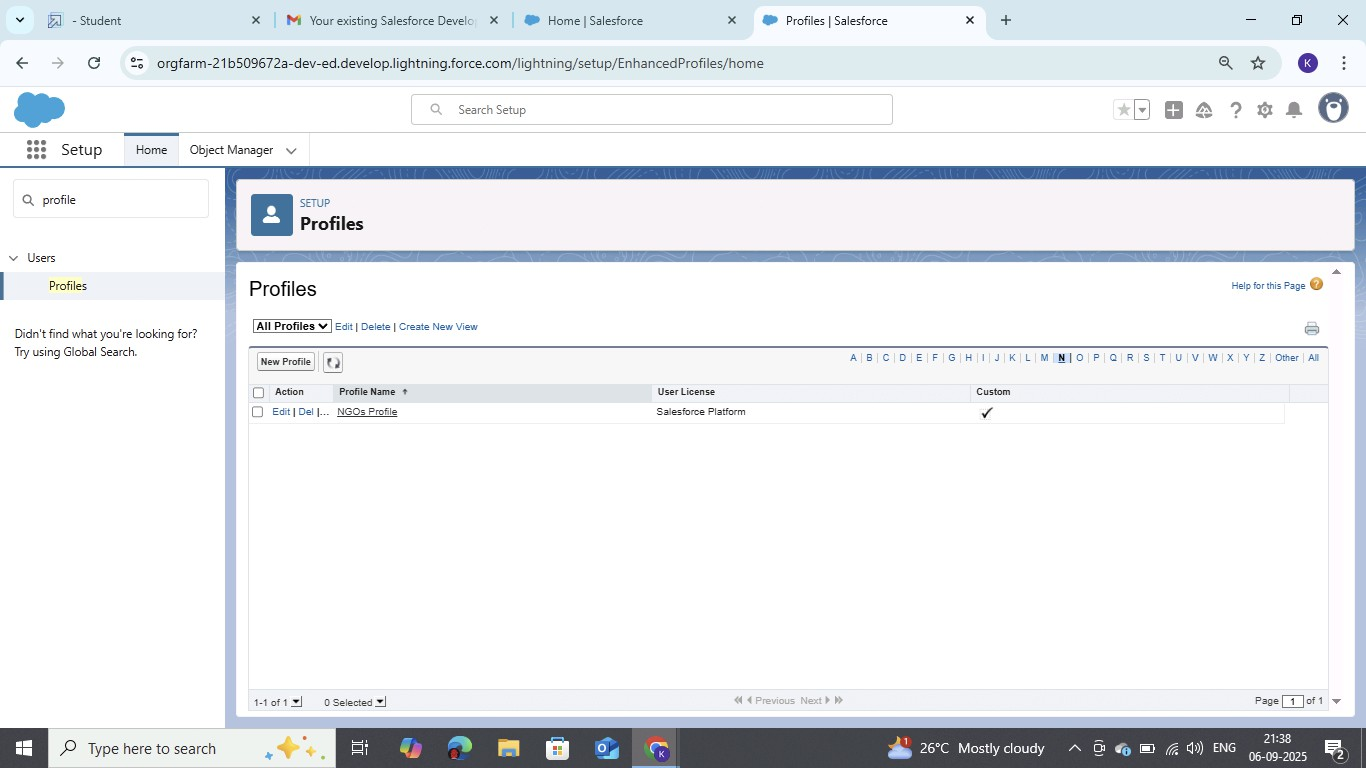 - Student
Your existing Salesforce Develo
Home | Salesforce
Profiles | Salesforce
orgfarm-21b509672a-dev-ed.develop.lightning.force.com/lightning/setup/EnhancedProfiles/home
K
Search Setup
Setup
Home
Object Manager
profile
Users
Profiles
Didn't find what you're looking for?
Try using Global Search.
SETUP
Profiles
Profiles
Help for this Page ?
All Profiles Edit | Delete | Create New View
New Profile
A | B | C | D | E | F | G | H | I | J | K | L | M | N | O | P | Q | R | S | T | U | V | W | X | Y | Z | Other | All
Action Profile Name ↑ User License Custom
Edit | Del |... NGOs Profile Salesforce Platform ✓
1-1 of 1 0 Selected Previous Next Page 1 of 1
Type here to search
1
26°C Mostly cloudy
ENG
21:38
06-09-2025
2